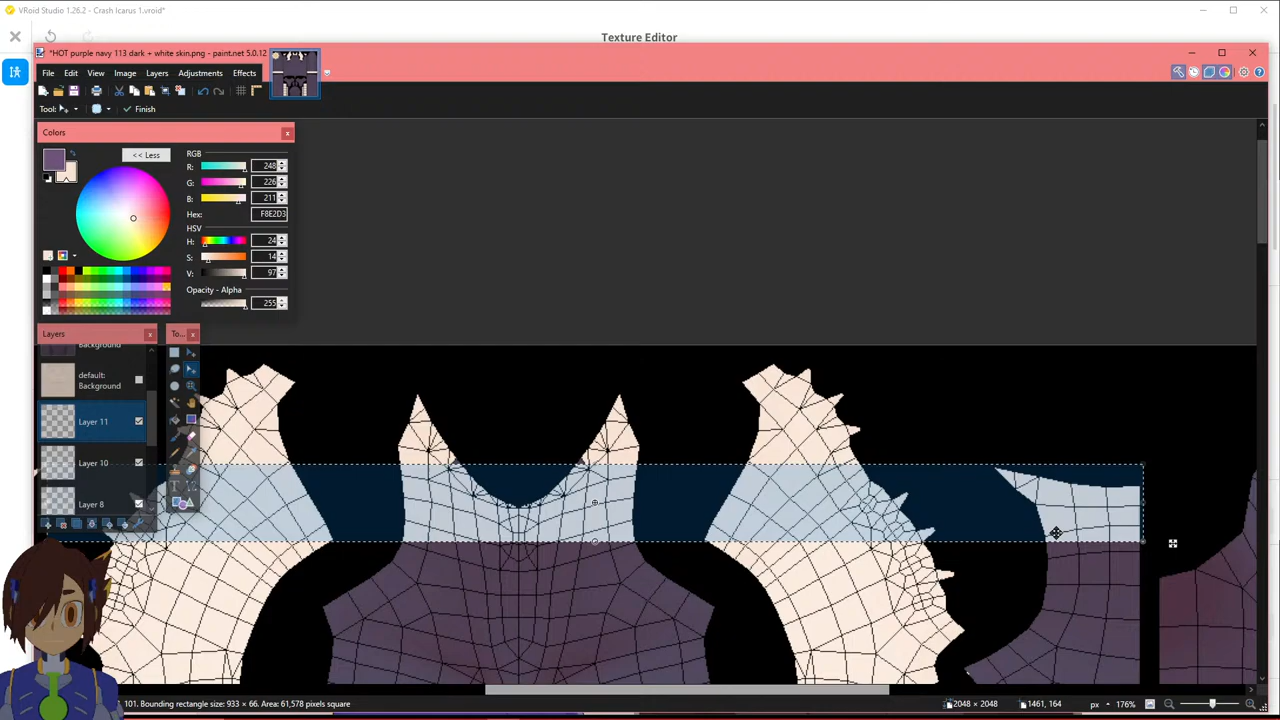 VRoid Studio 1.26.2 - Crash Icarus 1.vroid*
Texture Editor
*HOT purple navy 113 dark + white skin.png - paint.net 5.0.12
File Edit View Image Layers Adjustments Effects
Tool: Finish
Colors
<< Less
RGB
R: 248
G: 226
B: 211
Hex: F8E2D3
HSV
H: 24
S: 14
V: 97
Opacity - Alpha
255
Layers
To...
Background
default:
Background
Layer 11
Layer 10
Layer 8
101. Bounding rectangle size: 933 × 66. Area: 61,578 pixels square
2048 × 2048
1461, 164
px
176%